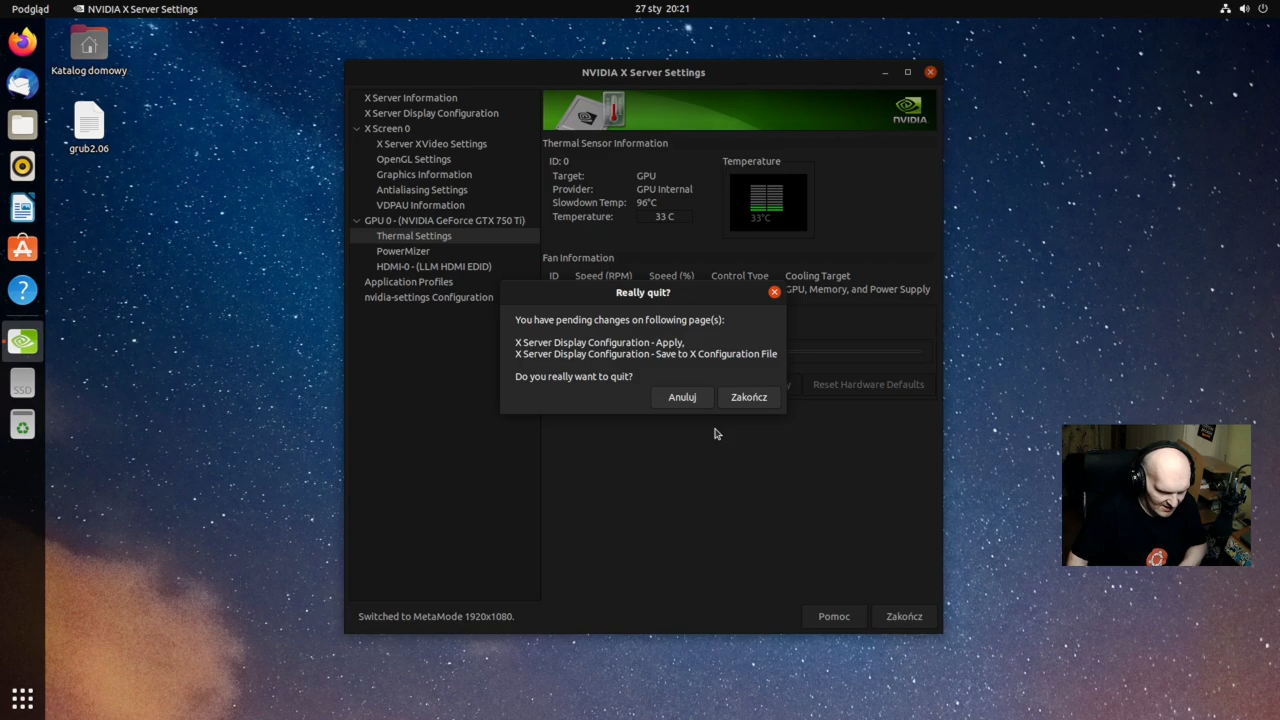 Podgląd
NVIDIA X Server Settings
27 sty 20:21
Katalog domowy
grub2.06
SSD
NVIDIA X Server Settings
X Server Information
X Server Display Configuration
X Screen 0
X Server XVideo Settings
OpenGL Settings
Graphics Information
Antialiasing Settings
VDPAU Information
GPU 0 - (NVIDIA GeForce GTX 750 Ti)
Thermal Settings
PowerMizer
HDMI-0 - (LLM HDMI EDID)
Application Profiles
nvidia-settings Configuration
NVIDIA.
Thermal Sensor Information
ID: 0
Target: GPU
Provider: GPU Internal
Slowdown Temp: 96°C
Temperature: 33 C
Temperature
33°C
Fan Information
ID Speed (RPM) Speed (%) Control Type Cooling Target
GPU, Memory, and Power Supply
Reset Hardware Defaults
Really quit?
You have pending changes on following page(s):
X Server Display Configuration - Apply,
X Server Display Configuration - Save to X Configuration File
Do you really want to quit?
Anuluj
Zakończ
Switched to MetaMode 1920x1080.
Pomoc
Zakończ